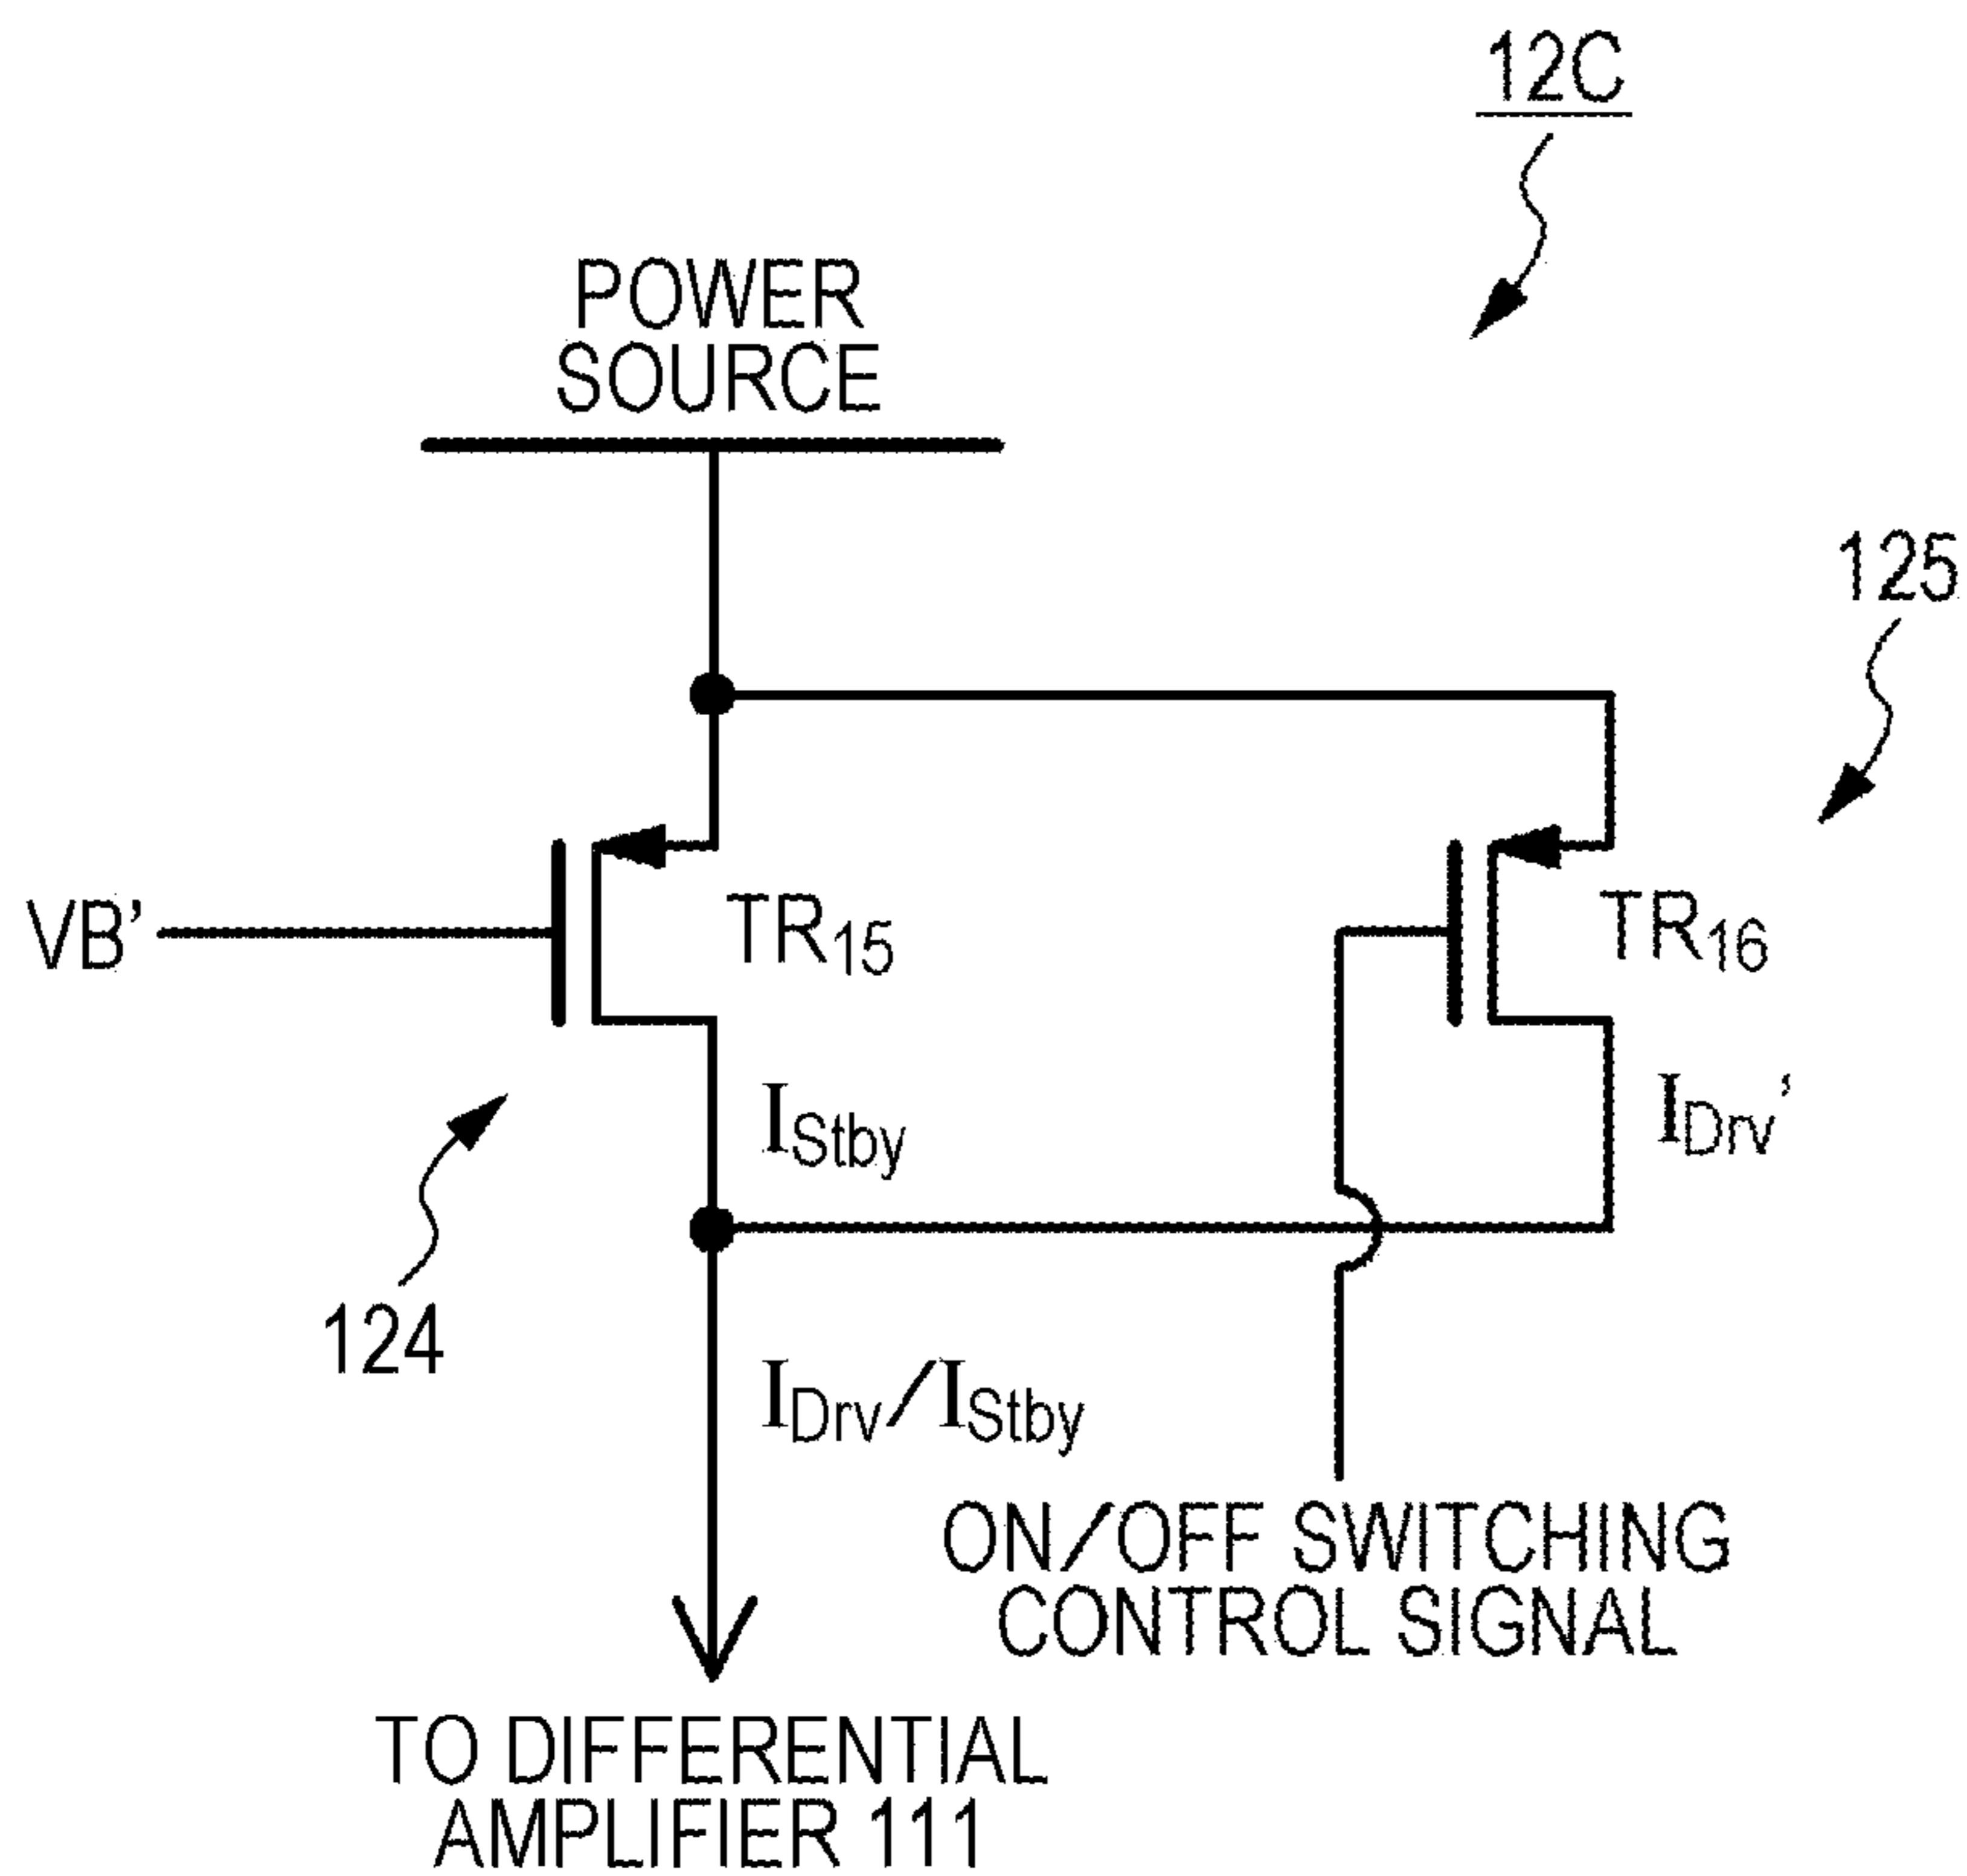 12C
POWER
SOURCE
125
VB’
TR15
TR16
IStby
IDrv’
124
IDrv/IStby
ON/OFF SWITCHING
CONTROL SIGNAL
TO DIFFERENTIAL
AMPLIFIER 111